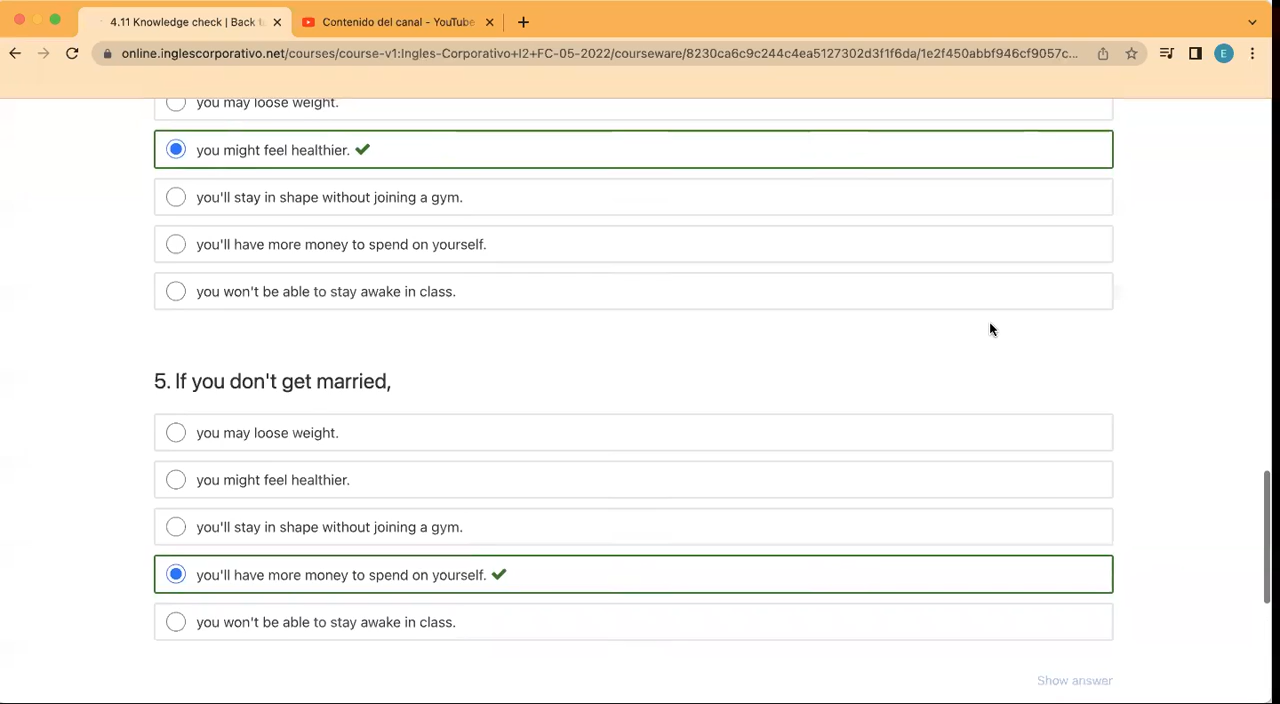 4.11 Knowledge check | Back t
Contenido del canal - YouTube
online.inglescorporativo.net/courses/course-v1:Ingles-Corporativo+I2+FC-05-2022/courseware/8230ca6c9c244c4ea5127302d3f1f6da/1e2f450abbf946cf9057c...
E
you may loose weight.
you might feel healthier.
you'll stay in shape without joining a gym.
you'll have more money to spend on yourself.
you won't be able to stay awake in class.
5. If you don't get married,
you may loose weight.
you might feel healthier.
you'll stay in shape without joining a gym.
you'll have more money to spend on yourself.
you won't be able to stay awake in class.
Show answer